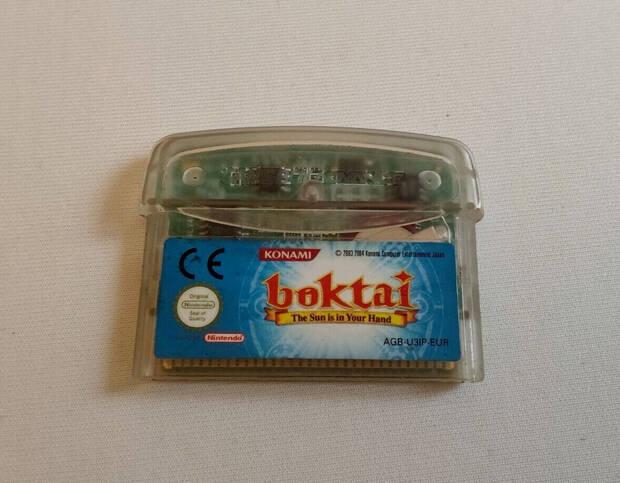 CE
KONAMI
© 2003 2004 Konami Computer Entertainment Japan
Original
Nintendo
Seal of
Quality
boktai
The Sun is in Your Hand
Nintendo
AGB-U3IP-EUR